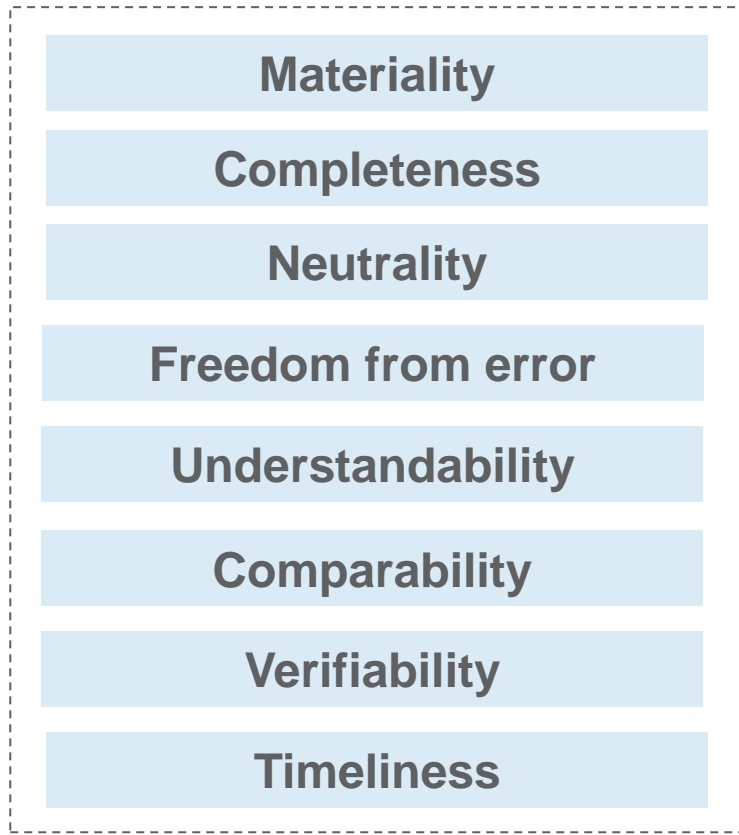 Materiality
Completeness
Neutrality
Freedom from error
Understandability
Comparability
Verifiability
Timeliness